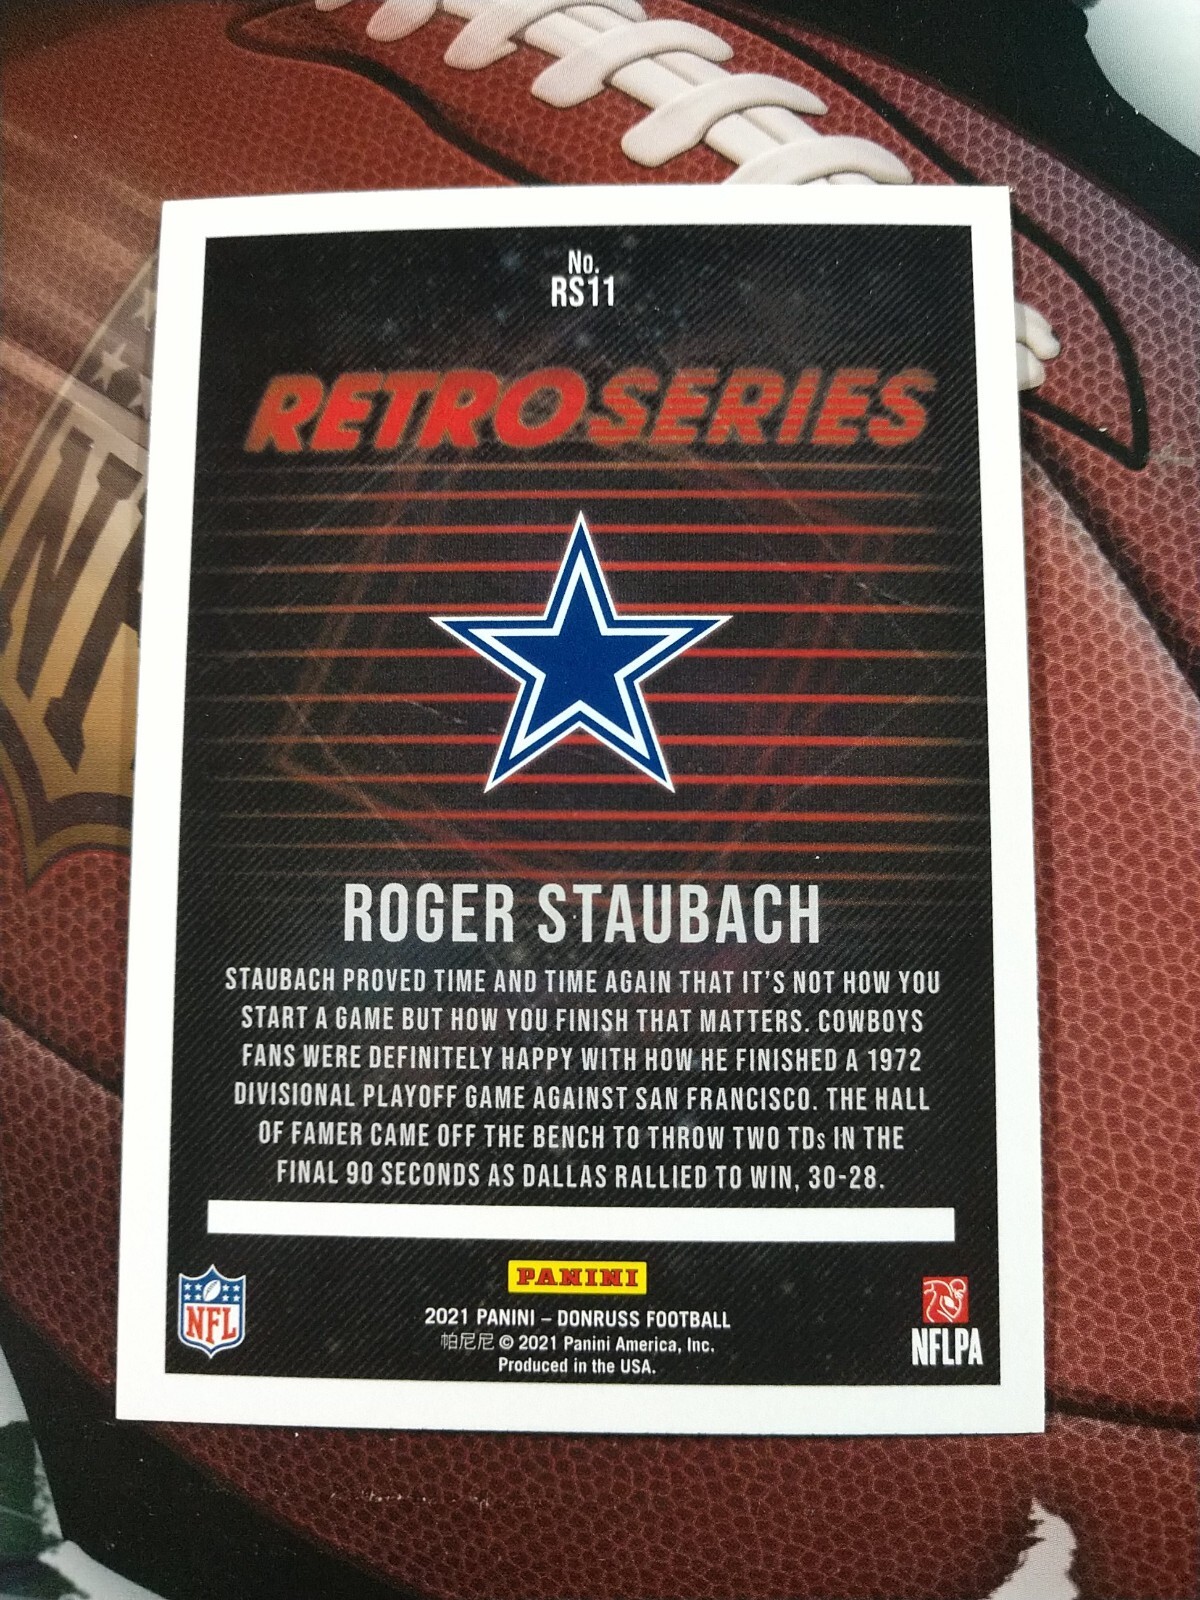 No.
RS11
RETRO SERIES
ROGER STAUBACH
STAUBACH PROVED TIME AND TIME AGAIN THAT IT'S NOT HOW YOU
START A GAME BUT HOW YOU FINISH THAT MATTERS. COWBOYS
FANS WERE DEFINITELY HAPPY WITH HOW HE FINISHED A 1972
DIVISIONAL PLAYOFF GAME AGAINST SAN FRANCISCO. THE HALL
OF FAMER CAME OFF THE BENCH TO THROW TWO TDs IN THE
FINAL 90 SECONDS AS DALLAS RALLIED TO WIN, 30-28.
PANINI
NFL
2021 PANINI – DONRUSS FOOTBALL
帕尼尼 © 2021 Panini America, Inc.
Produced in the USA.
NFLPA